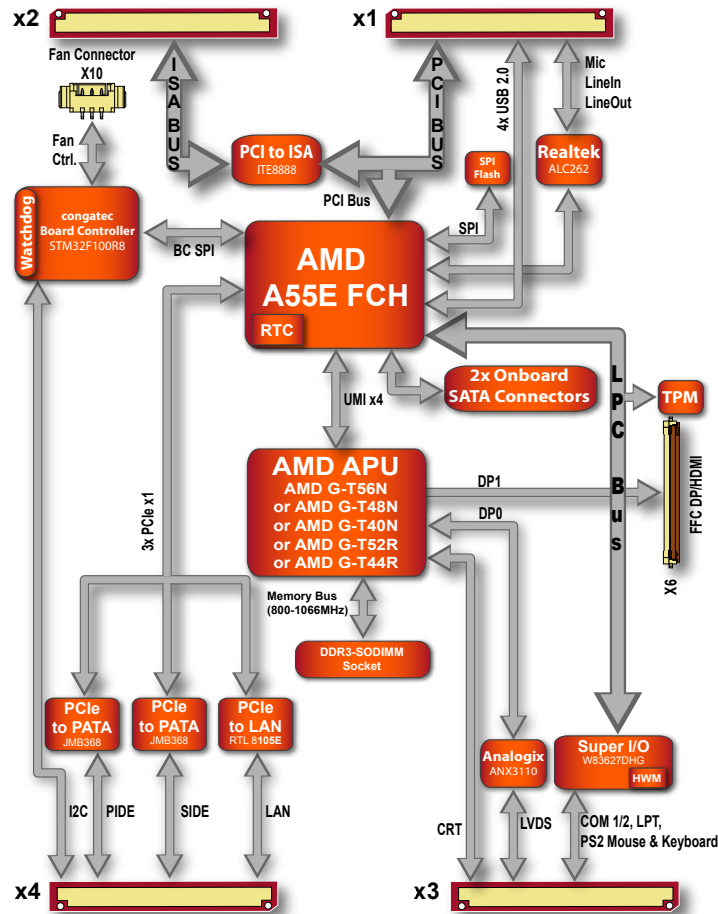 x2
x1
Fan Connector
X10
ISA BUS
PCI BUS
4x USB 2.0
Mic
LineIn
LineOut
Fan
Ctrl.
PCI to ISA
ITE8888
SPI
Flash
Realtek
ALC262
PCI Bus
Watchdog
congatec
Board Controller
STM32F100R8
BC SPI
SPI
AMD
A55E FCH
RTC
2x Onboard
SATA Connectors
LPC Bus
TPM
UMI x4
AMD APU
AMD G-T56N
or AMD G-T48N
or AMD G-T40N
or AMD G-T52R
or AMD G-T44R
DP1
DP0
FFC DP/HDMI
X6
3x PCIe x1
Memory Bus
(800-1066MHz)
DDR3-SODIMM
Socket
PCIe
to PATA
JMB368
PCIe
to PATA
JMB368
PCIe
to LAN
RTL 8105E
Analogix
ANX3110
Super I/O
W83627DHG
HWM
I2C
PIDE
SIDE
LAN
CRT
LVDS
COM 1/2, LPT,
PS2 Mouse & Keyboard
x4
x3